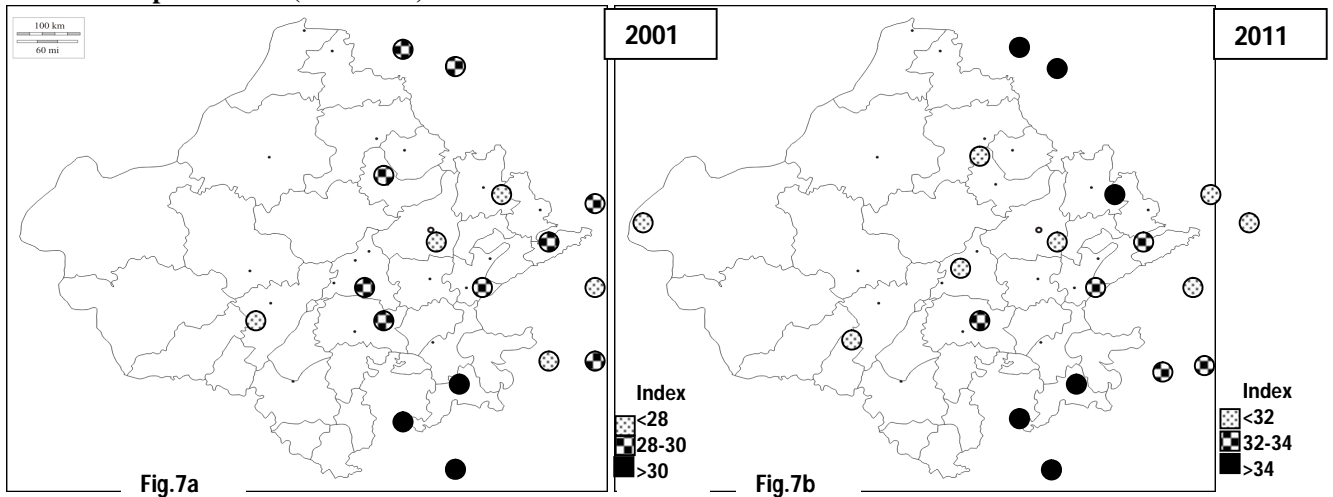 100 km
60 mi
2001
2011
Index
<28
28-30
>30
Index
<32
32-34
>34
Fig.7a
Fig.7b